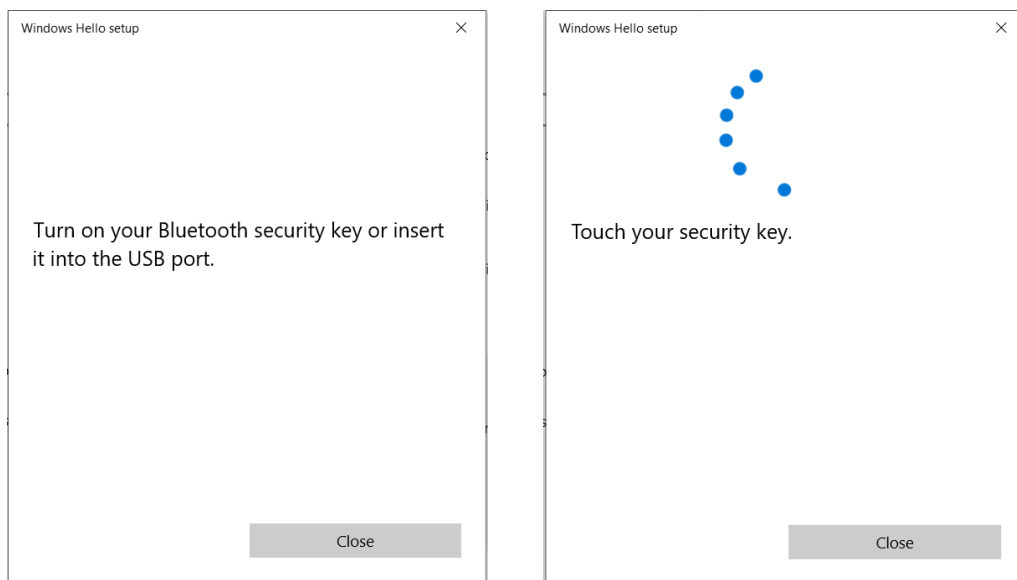 Windows Hello setup
Turn on your Bluetooth security key or insert
it into the USB port.
Close
Windows Hello setup
Touch your security key.
Close